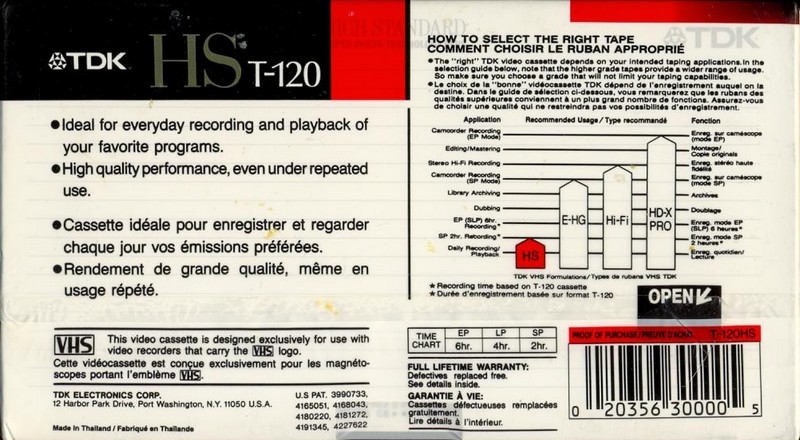 TDK HS T-120
●Ideal for everyday recording and playback of
your favorite programs.
●High quality performance, even under repeated
use.
●Cassette idéale pour enregistrer et regarder
chaque jour vos émissions préférées.
●Rendement de grande qualité, même en
usage répété.
HIGH STANDARD
TDK
HOW TO SELECT THE RIGHT TAPE
COMMENT CHOISIR LE RUBAN APPROPRIÉ
●The "right" TDK video cassette depends on your intended taping applications. In the
selection guide below, note that the higher grade tapes provide a wider range of usage.
So make sure you choose a grade that will not limit your taping capabilities.
●Le choix de la "bonne" vidéocassette TDK dépend de l'enregistrement auquel on la
destine. Dans le guide de sélection ci-dessous, vous remarquerez que les rubans des
qualités supérieures conviennent à un plus grand nombre de fonctions. Assurez-vous
de choisir une qualité qui ne restreindra pas vos possibilités d'enregistrement.
Application Recommended Usage/Type recommandé Fonction
Camcorder Recording
(EP Mode)
Enreg. sur caméscope
(mode EP)
Editing/Mastering
Montage/
Copie originals
Stereo Hi-Fi Recording
Enreg. stéréo haute
fidélité
Camcorder Recording
(SP Mode)
Enreg. sur caméscope
(mode SP)
Library Archiving
Archives
Dubbing
Doublage
EP (SLP) 6hr.
Recording*
Enreg. mode EP
(SLP) 6 heures*
SP 2hr. Recording*
Enreg. mode SP
2 heures*
Daily Recording/
Playback
Enreg. quotidien/
Lecture
HS
E-HG
Hi-Fi
HD-X
PRO
TDK VHS Formulations/Types de rubans VHS TDK
★Recording time based on T-120 cassette
★Durée d'enregistrement basée sur format T-120
OPEN
VHS This video cassette is designed exclusively for use with
video recorders that carry the VHS logo.
Cette vidéocassette est conçue exclusivement pour les magnéto-
scopes portant l'emblème VHS.
TDK ELECTRONICS CORP.
12 Harbor Park Drive, Port Washington, N.Y. 11050 U.S.A.
Made in Thailand / Fabriqué en Thaïlande
U.S PAT. 3990733,
4165051, 4168043,
4180220, 4181272,
4191345, 4227622
TIME
CHART
EP LP SP
6hr. 4hr. 2hr.
FULL LIFETIME WARRANTY:
Defectives replaced free.
See details inside.
GARANTIE À VIE:
Cassettes défectueuses remplacées
gratuitement.
Lire détails à l'intérieur.
PROOF OF PURCHASE/PREUVE D'ACHAT T-120HS
0 20356 30000 5